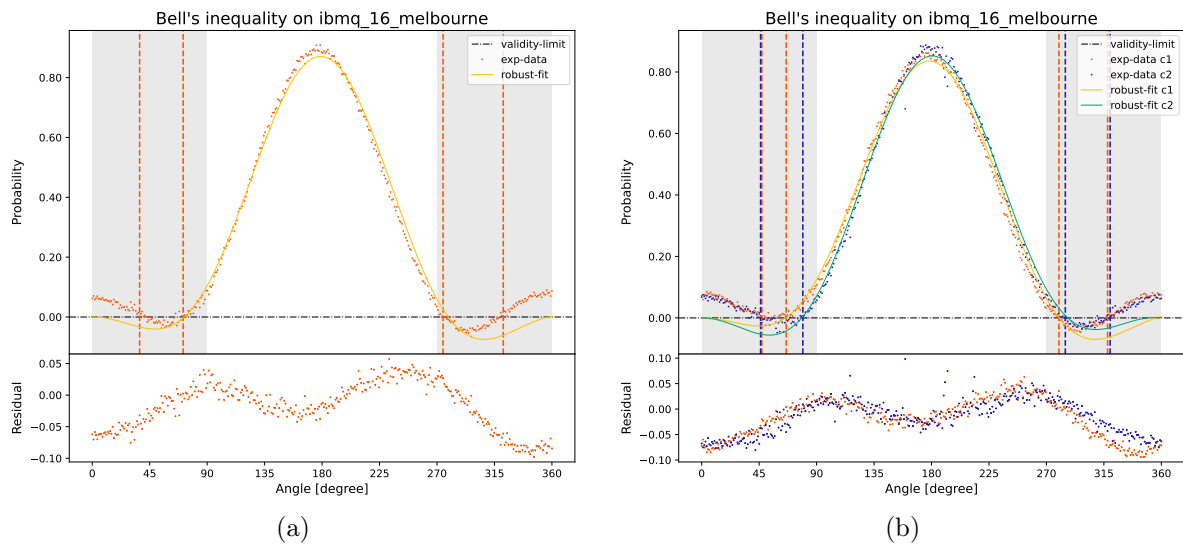 Bell's inequality on ibmq_16_melbourne
validity-limit
exp-data
robust-fit
0.80
0.60
0.40
0.20
0.00
Probability
0.05
0.00
−0.05
−0.10
Residual
0 45 90 135 180 225 270 315 360
Angle [degree]
(a)
Bell's inequality on ibmq_16_melbourne
validity-limit
exp-data c1
exp-data c2
robust-fit c1
robust-fit c2
0.80
0.60
0.40
0.20
0.00
Probability
0.10
0.05
0.00
−0.05
−0.10
Residual
0 45 90 135 180 225 270 315 360
Angle [degree]
(b)